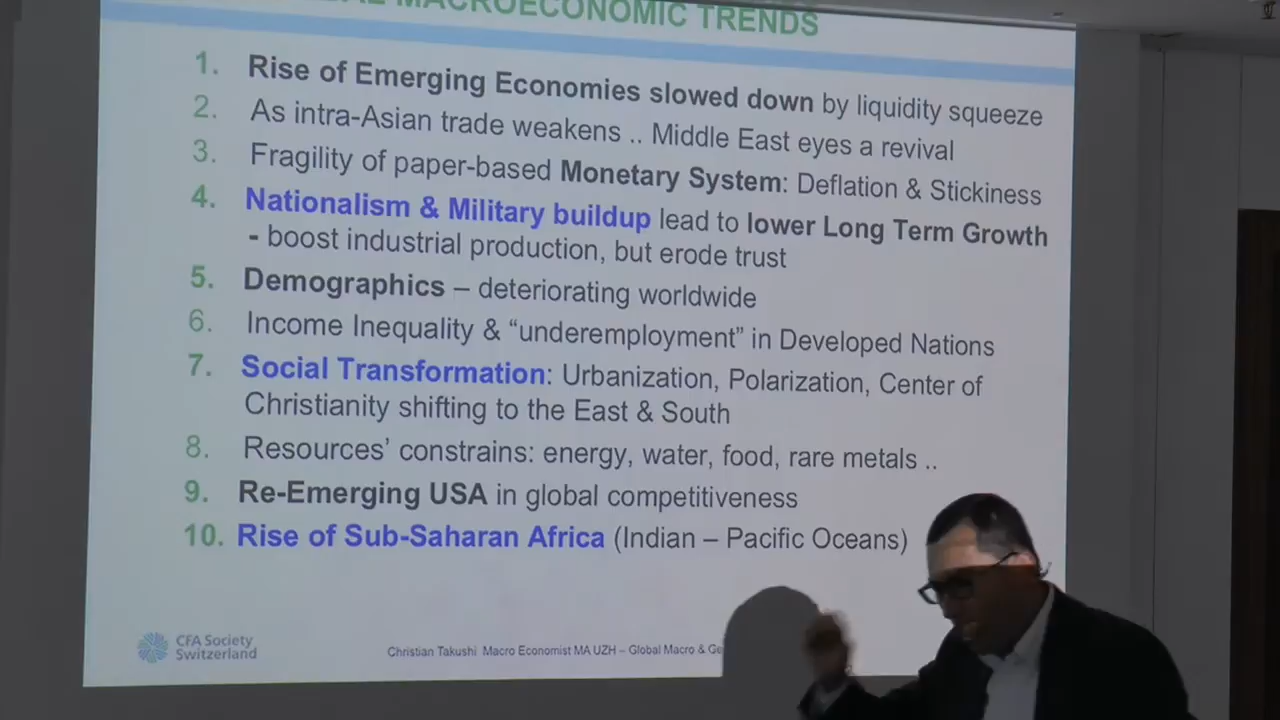 MACROECONOMIC TRENDS
1. Rise of Emerging Economies slowed down by liquidity squeeze
2. As intra-Asian trade weakens .. Middle East eyes a revival
3. Fragility of paper-based Monetary System: Deflation & Stickiness
4. Nationalism & Military buildup lead to lower Long Term Growth
- boost industrial production, but erode trust
5. Demographics – deteriorating worldwide
6. Income Inequality & “underemployment” in Developed Nations
7. Social Transformation: Urbanization, Polarization, Center of
Christianity shifting to the East & South
8. Resources’ constrains: energy, water, food, rare metals ..
9. Re-Emerging USA in global competitiveness
10. Rise of Sub-Saharan Africa (Indian – Pacific Oceans)
CFA Society
Switzerland
Christian Takushi Macro Economist MA UZH – Global Macro &